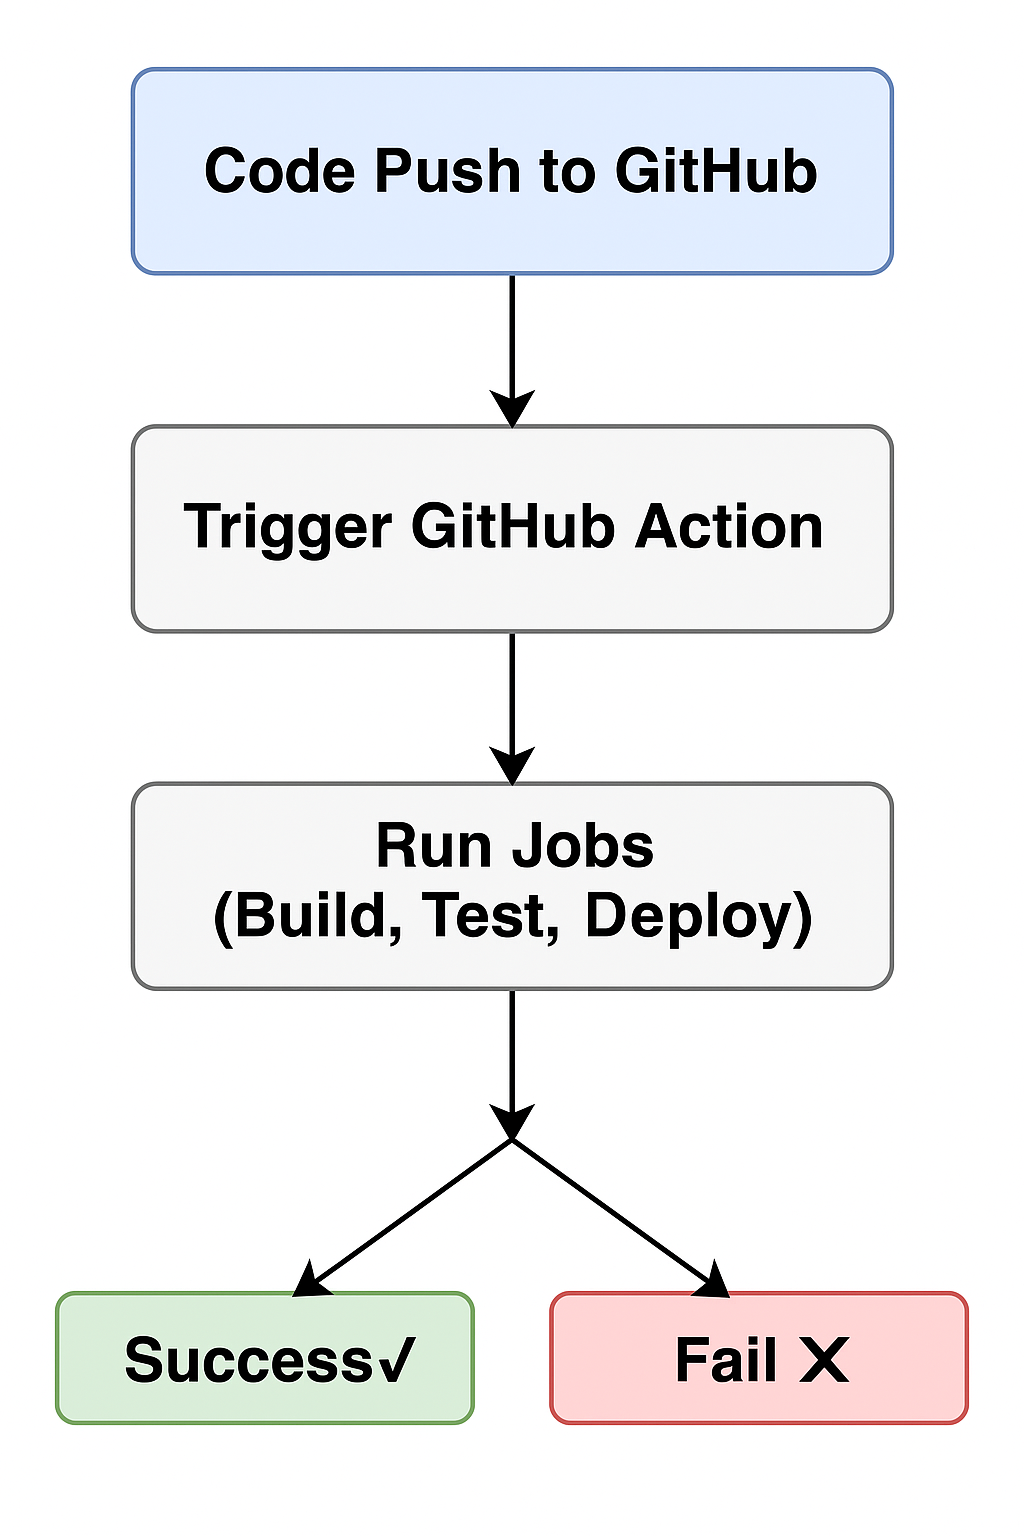 Code Push to GitHub
Trigger GitHub Action
Run Jobs
(Build, Test, Deploy)
Success✓
Fail ✗